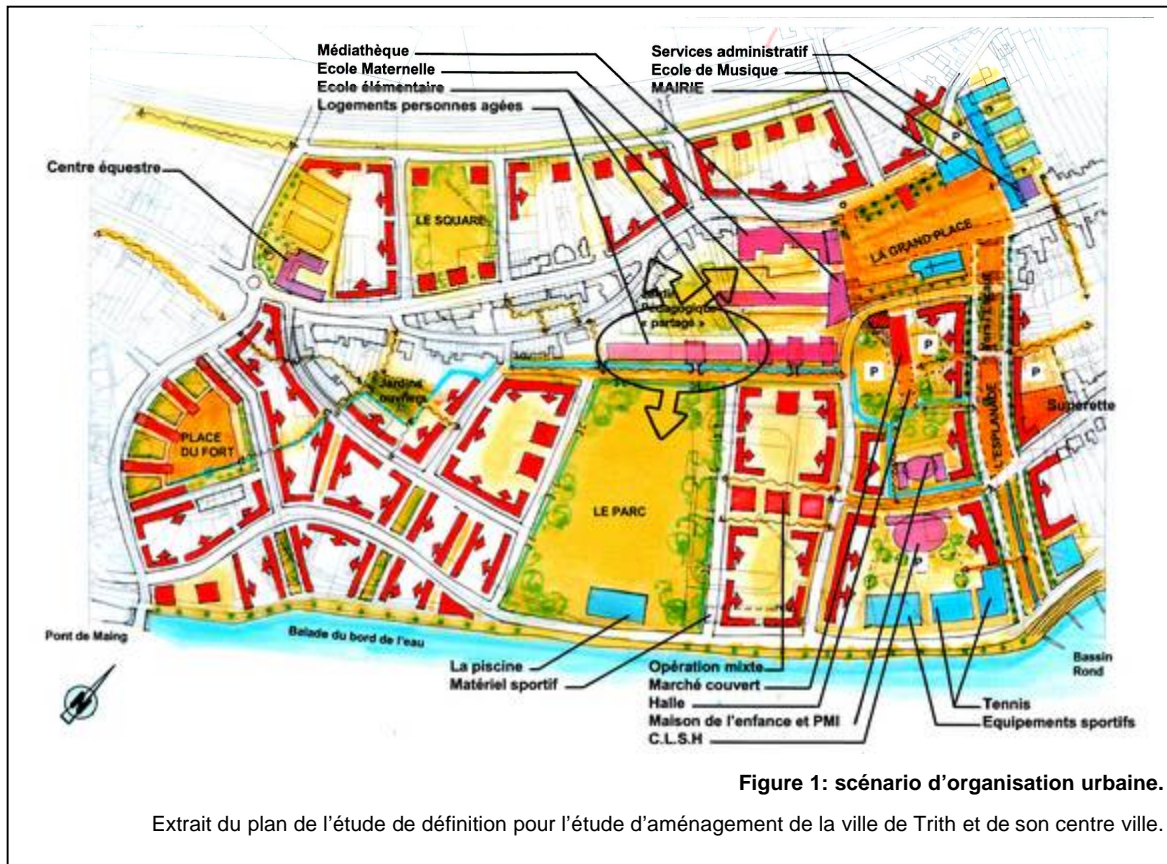 Médiathèque
Ecole Maternelle
Ecole élémentaire
Logements personnes agées
Services administratif
Ecole de Musique
MAIRIE
P
Centre équestre
LE SQUARE
LA GRAND'PLACE
Pédagogique
« partagé »
P
P
P
L'ESPLANADE
Supérette
Jardins
ouvriers
PLACE
DU FORT
LE PARC
P
Pont de Maing
Balade du bord de l'eau
Bassin
Rond
N
La piscine
Matériel sportif
Opération mixte
Marché couvert
Halle
Maison de l'enfance et PMI
C.L.S.H
Tennis
Equipements sportifs
Figure 1: scénario d'organisation urbaine.
Extrait du plan de l'étude de définition pour l'étude d'aménagement de la ville de Trith et de son centre ville.